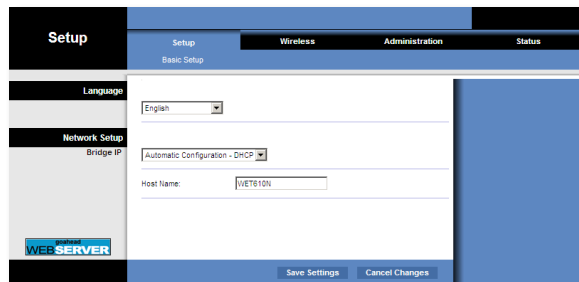 Setup
Setup Wireless Administration Status
Basic Setup
Language
English
Network Setup
Bridge IP
Automatic Configuration - DHCP
Host Name: WET610N
goahead
WEBSERVER
Save Settings Cancel Changes